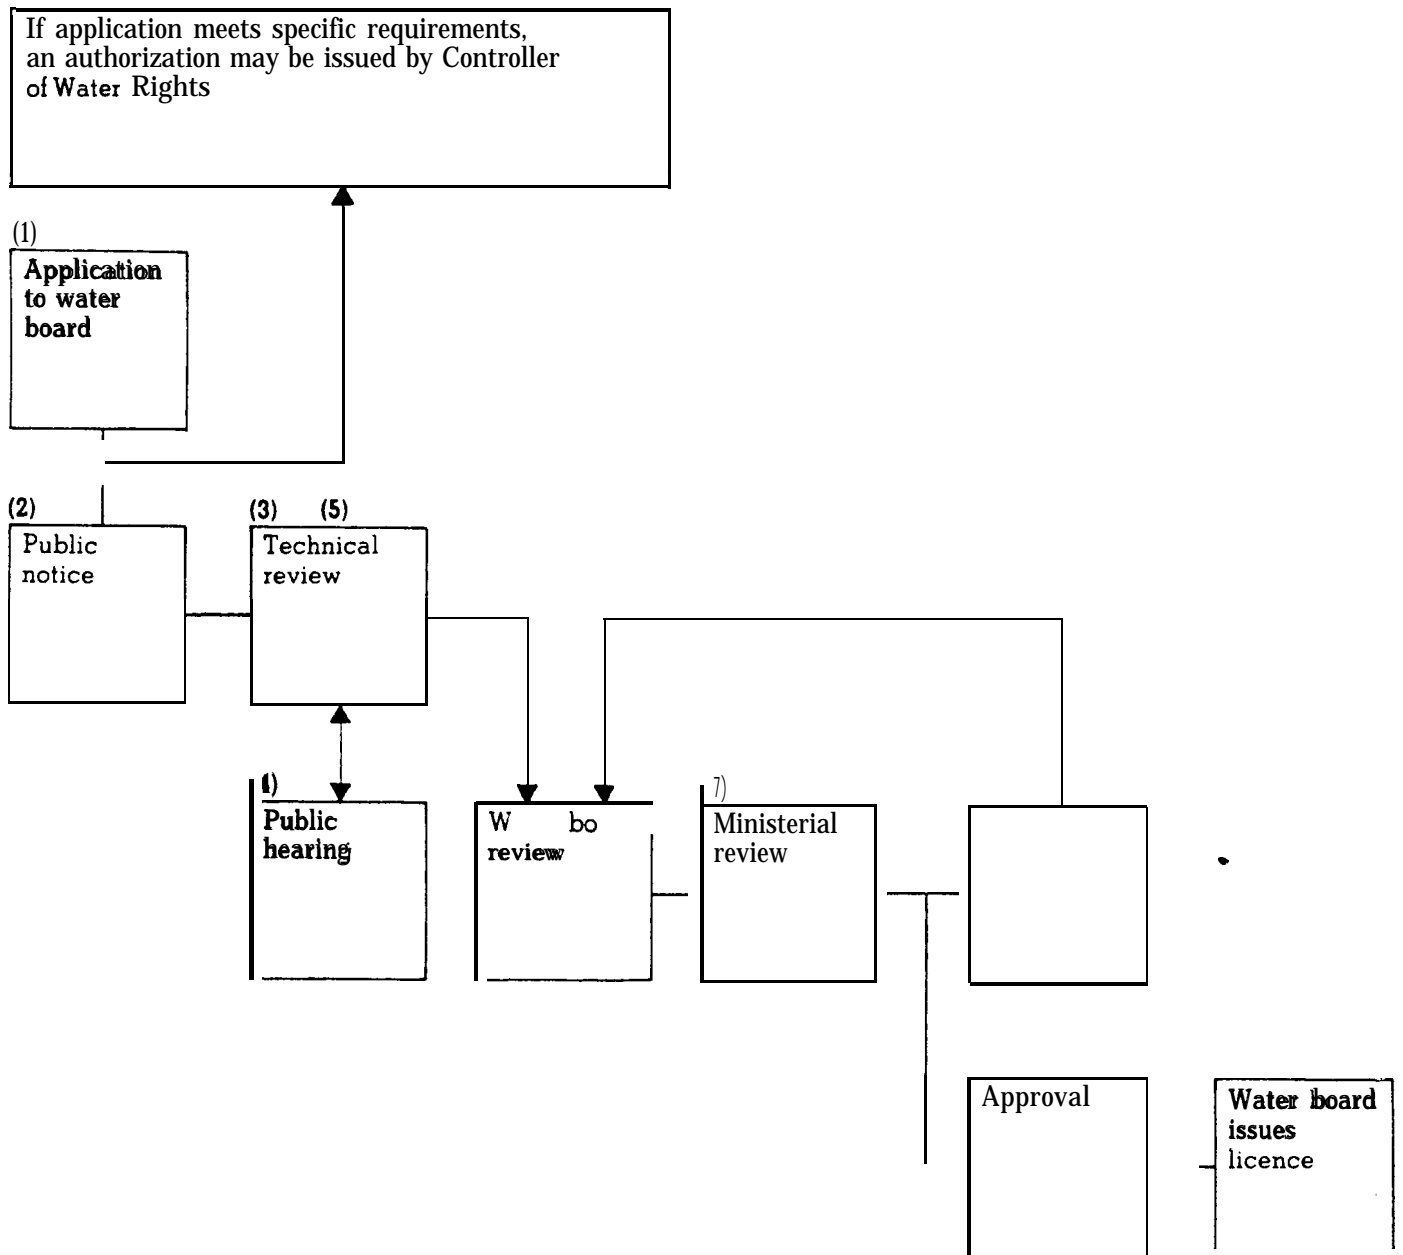 If application meets specific requirements,
an authorization may be issued by Controller
of Water Rights
(1)
Application
to water
board
(2)
Public
notice
(3) (5)
Technical
review
Public
hearing
W bo
review
7)
Ministerial
review
Approval
Water board
issues
licence